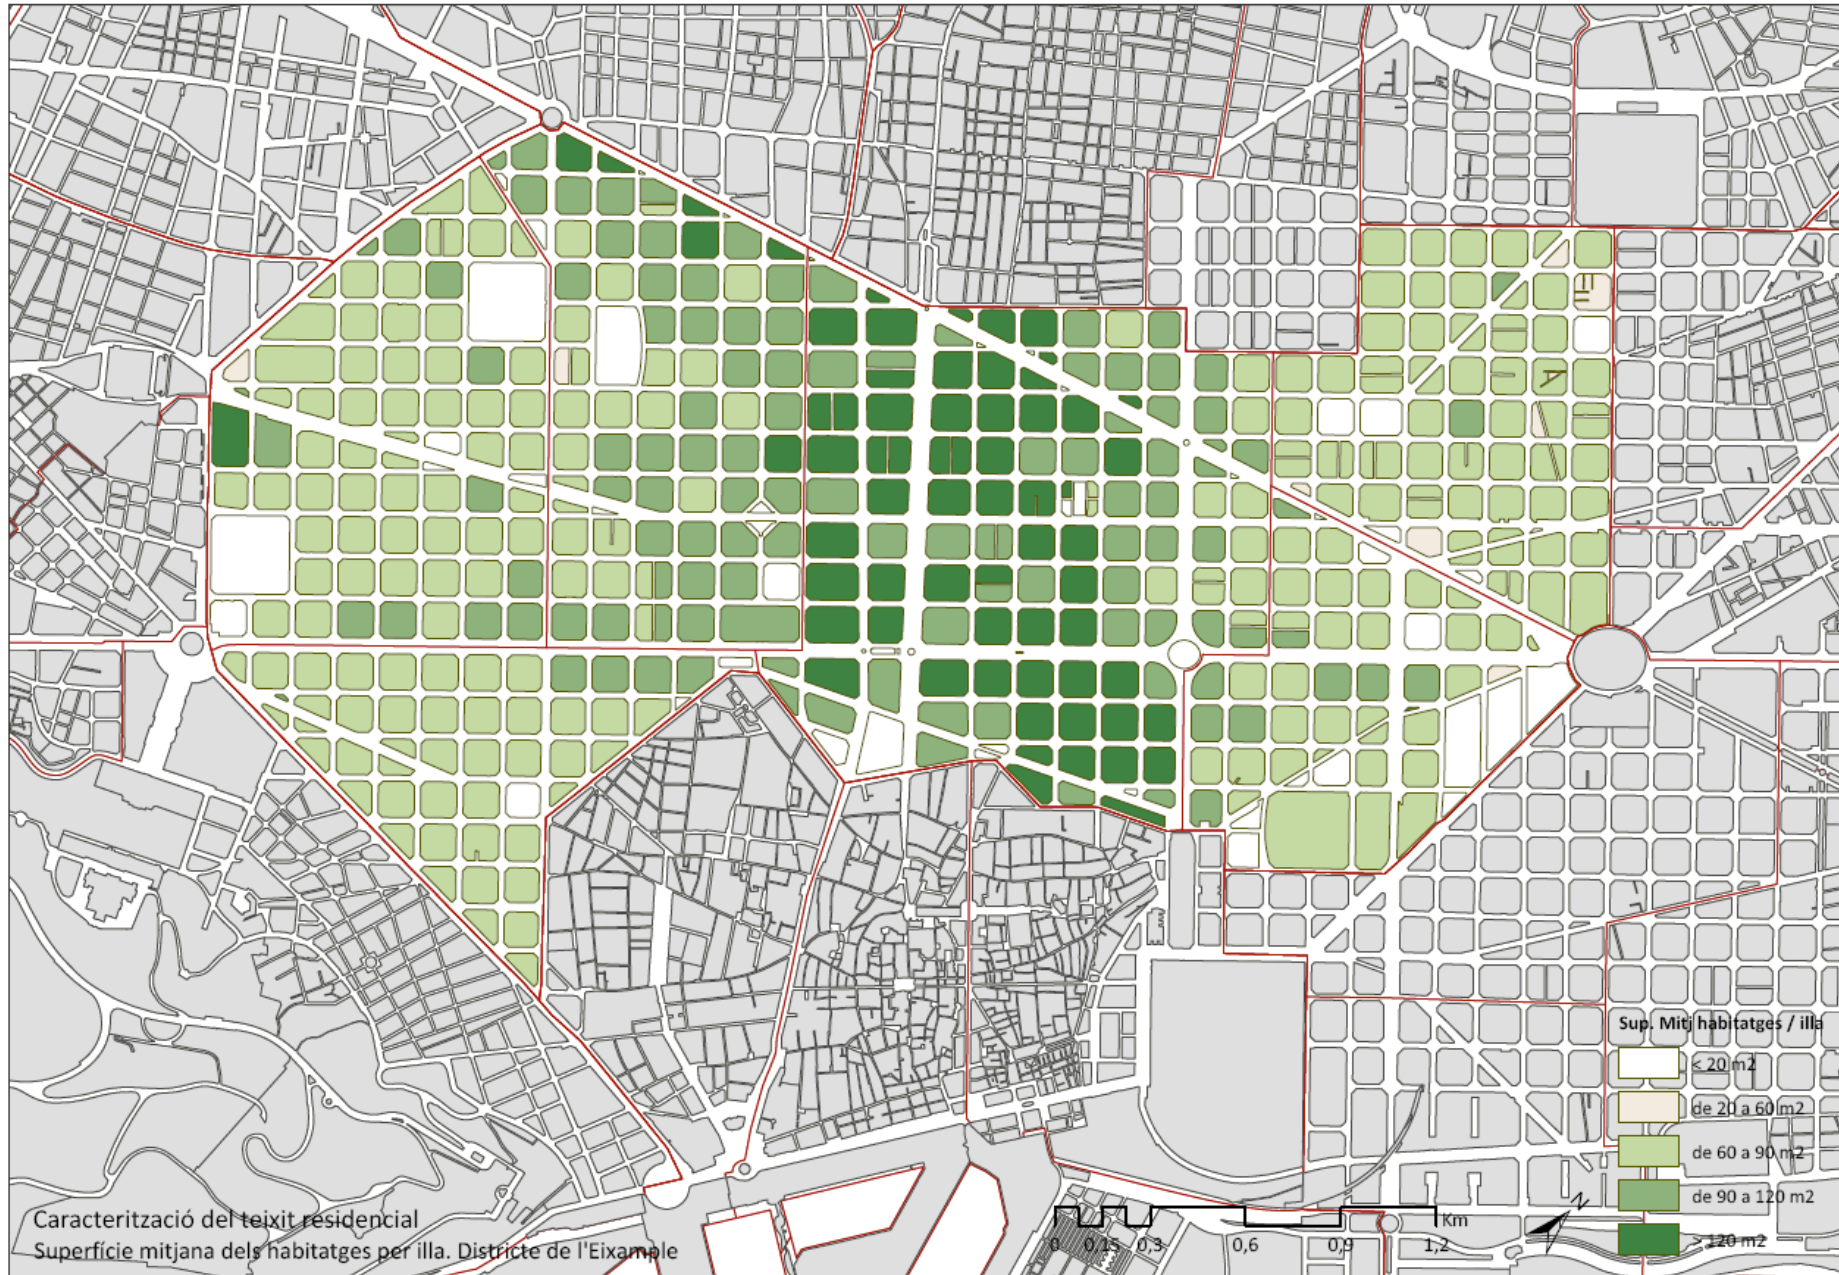 Sup. Mitj habitatges / illa
< 20 m2
de 20 a 60 m2
de 60 a 90 m2
de 90 a 120 m2
> 120 m2
N
Km
0 0,15 0,3 0,6 0,9 1,2
Caracterització del teixit residencial
Superfície mitjana dels habitatges per illa. Districte de l'Eixample